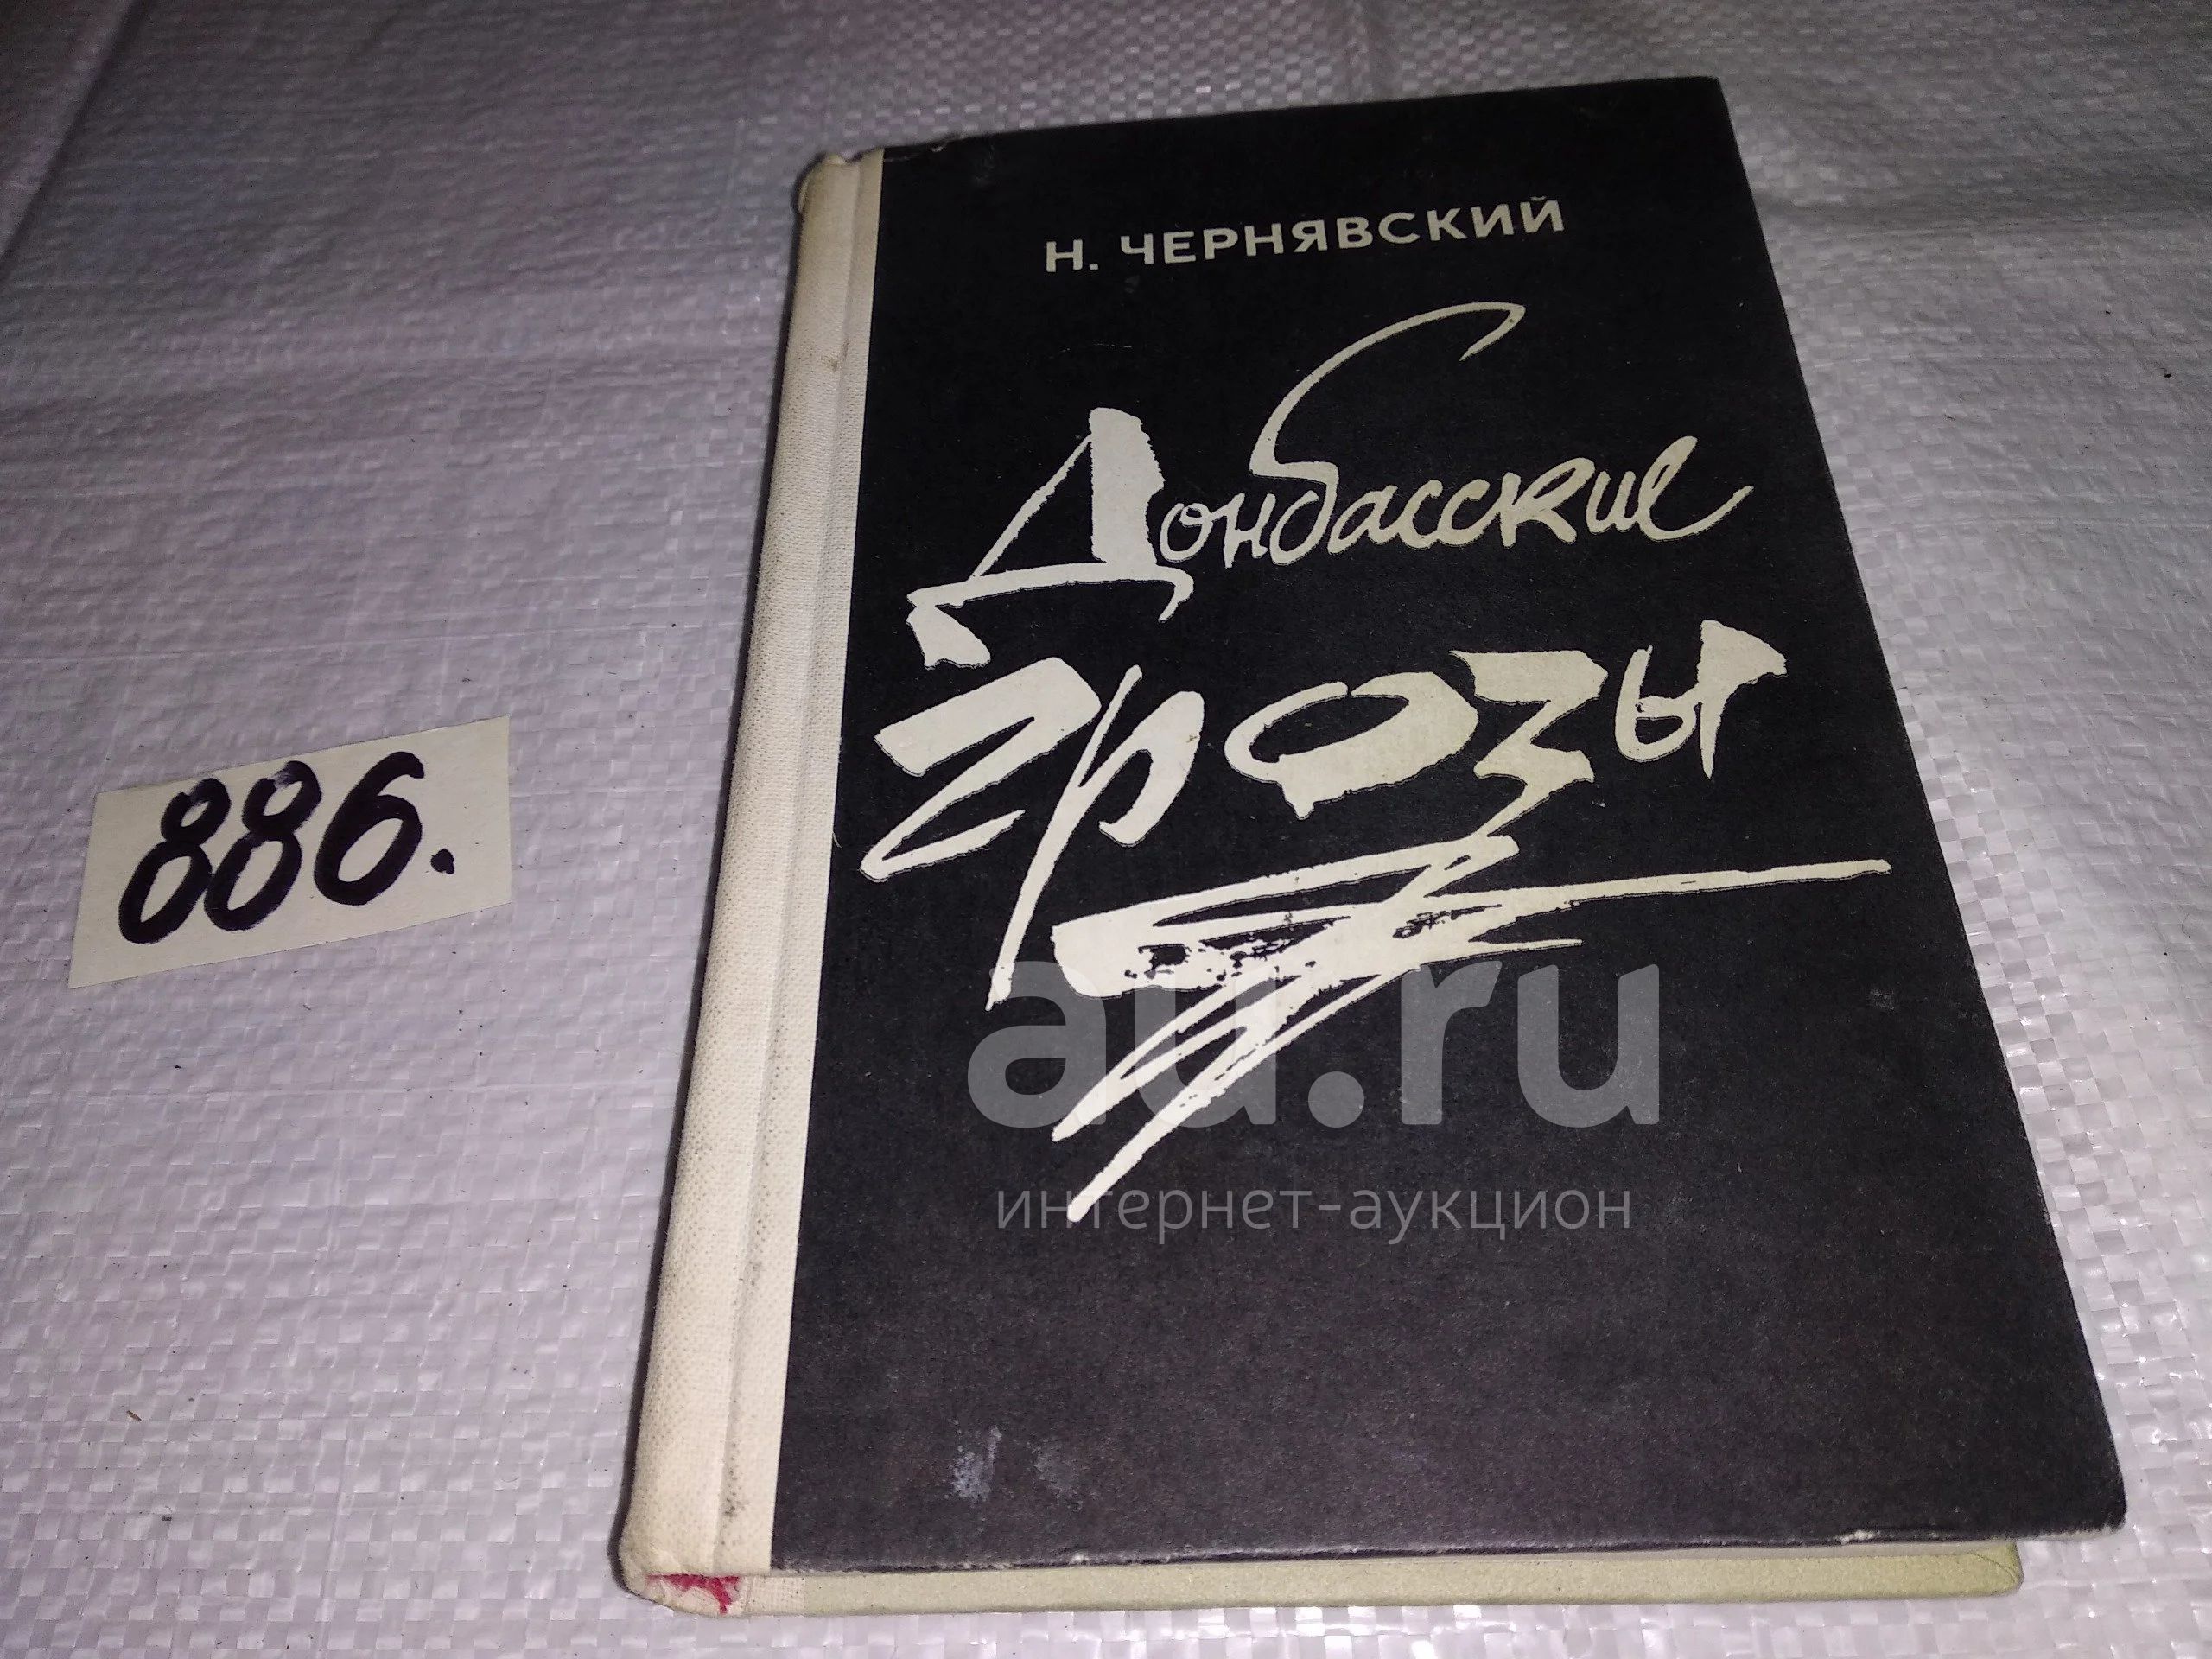 Н. ЧЕРНЯВСКИЙ
Донбасские
грозы
886.
au.ru
интернет-аукцион